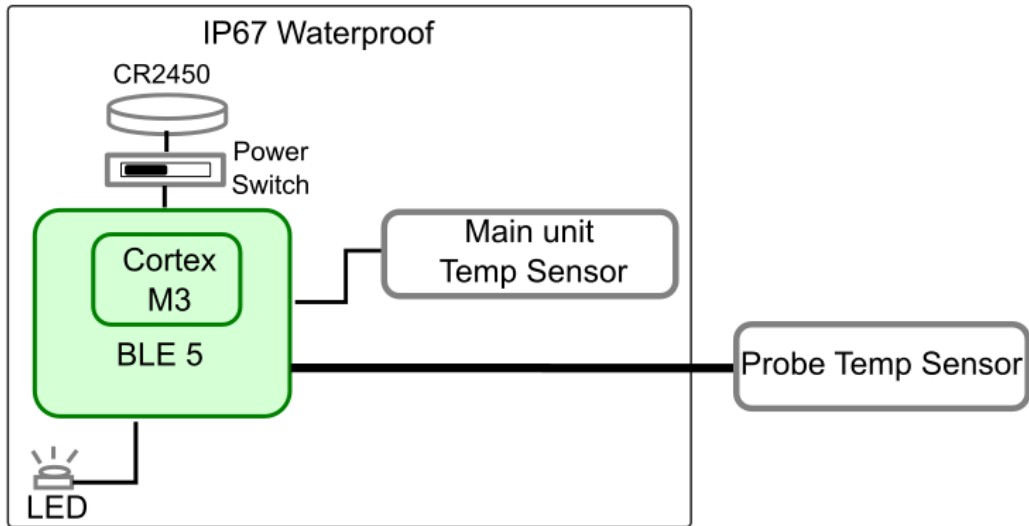 IP67 Waterproof
CR2450
Power
Switch
Main unit
Temp Sensor
Cortex
M3
BLE 5
Probe Temp Sensor
LED